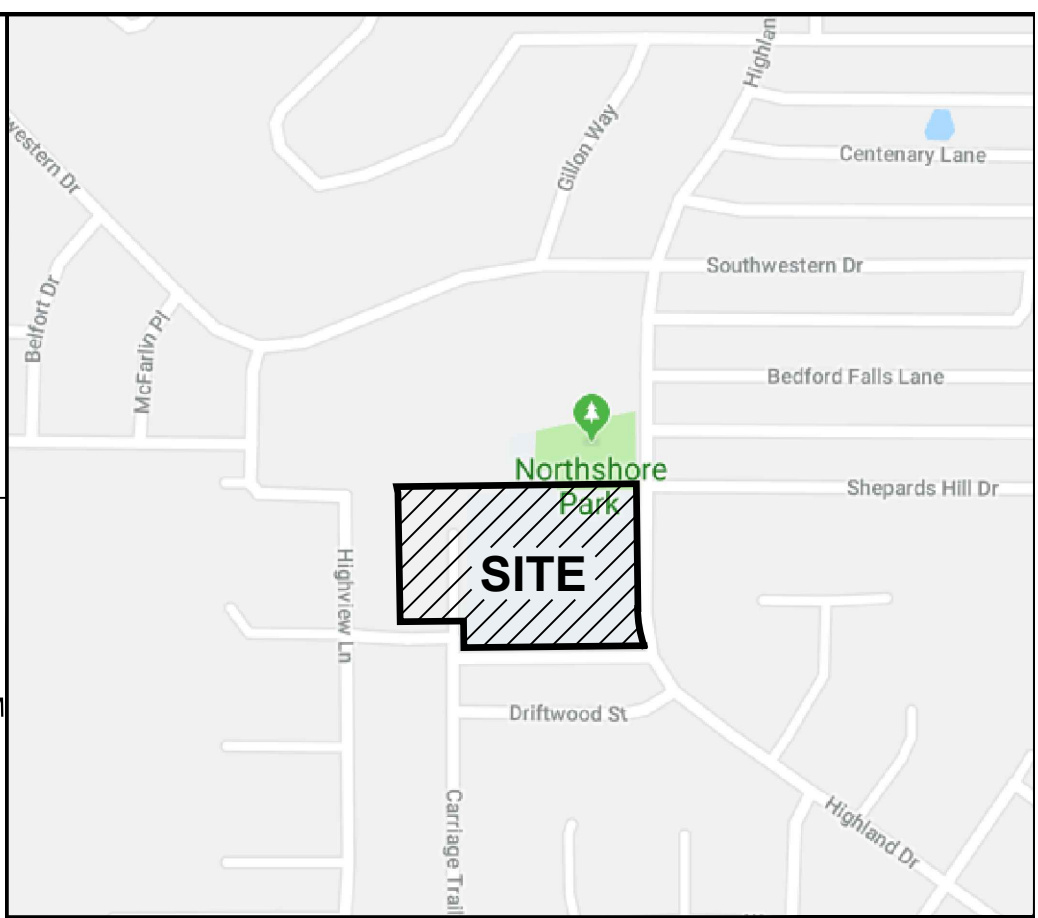 Highlan
Gillon Way
western Dr
Centenary Lane
Southwestern Dr
Belfort Dr
McFarlin Pl
Bedford Falls Lane
Northshore
Park
Shepards Hill Dr
SITE
Highview Ln
Driftwood St
Carriage Trail
Highland Dr